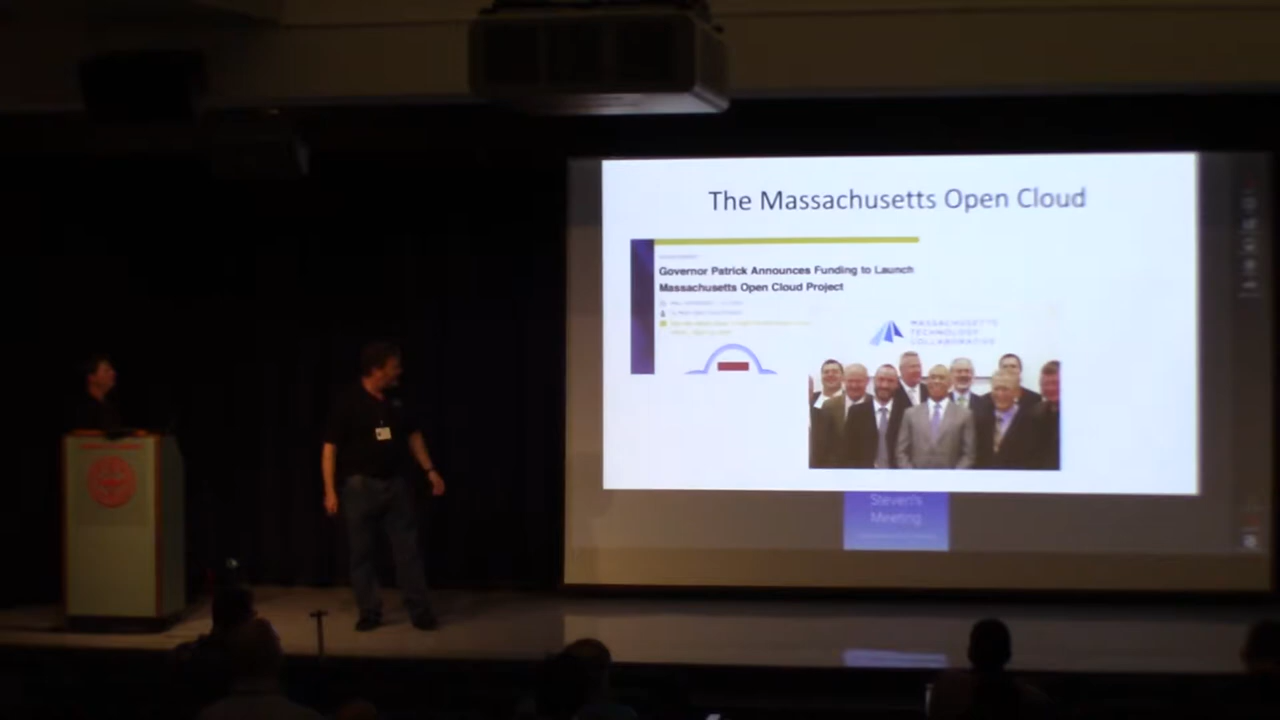 The Massachusetts Open Cloud
Governor Patrick Announces Funding to Launch
Massachusetts Open Cloud Project
MASSACHUSETTS
TECHNOLOGY
COLLABORATIVE
Steven's
Meeting